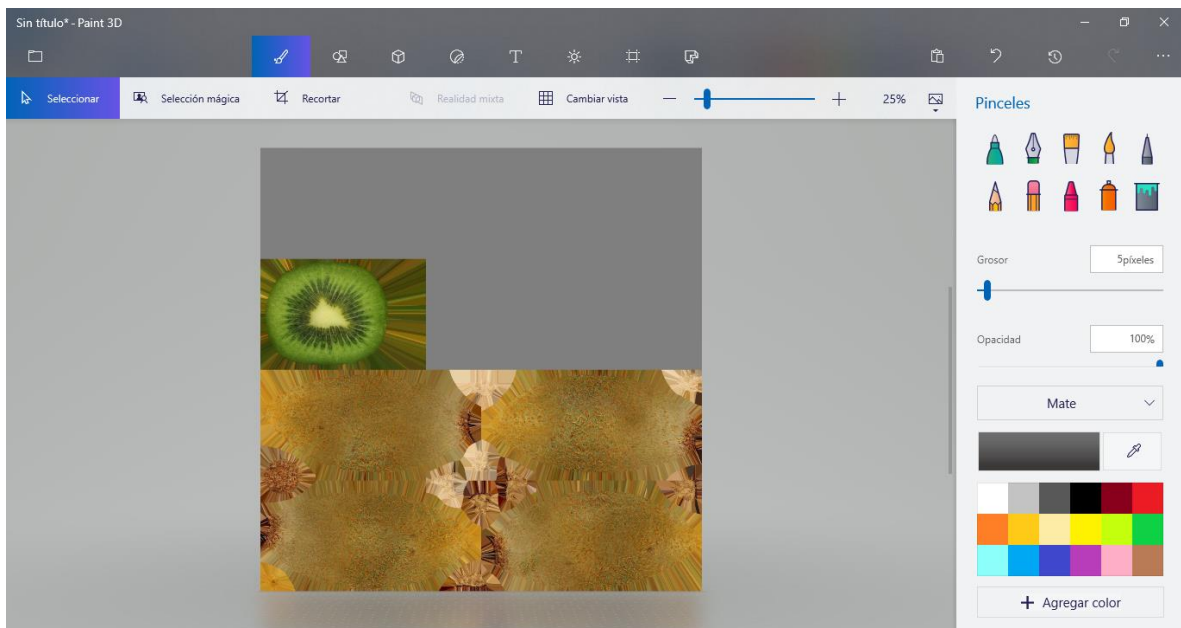 Sin título* - Paint 3D
T
Seleccionar Selección mágica Recortar Realidad mixta Cambiar vista 25%
Pinceles
Grosor 5píxeles
Opacidad 100%
Mate
Agregar color